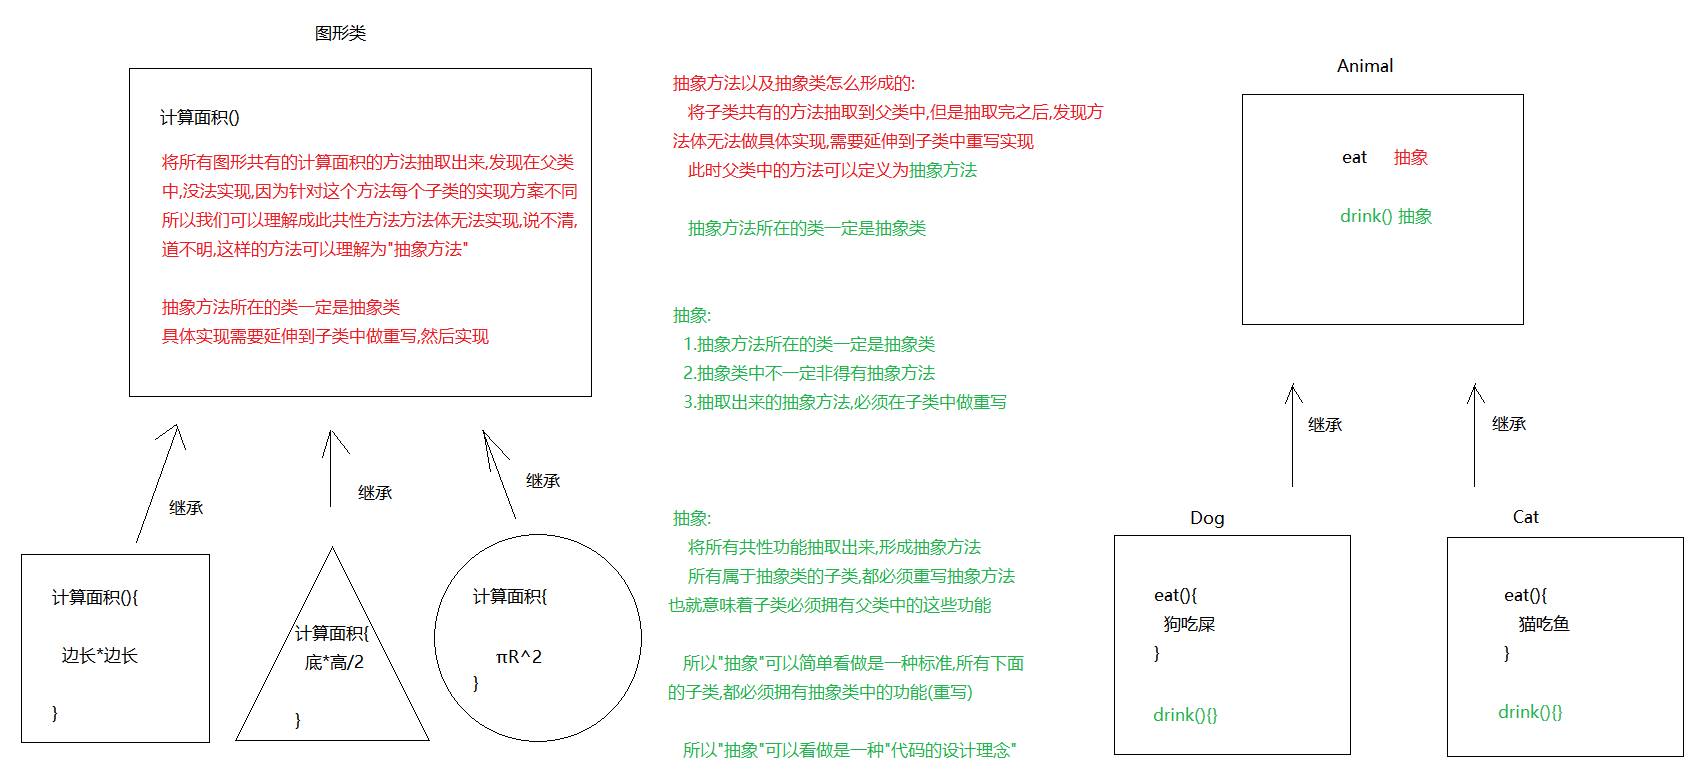 图形类
计算面积()
将所有图形共有的计算面积的方法抽取出来,发现在父类
中,没法实现,因为针对这个方法每个子类的实现方案不同
所以我们可以理解成此共性方法方法体无法实现,说不清,
道不明,这样的方法可以理解为"抽象方法"
抽象方法所在的类一定是抽象类
具体实现需要延伸到子类中做重写,然后实现
继承
继承
继承
计算面积(){
边长*边长
}
计算面积{
底*高/2
}
计算面积{
πR^2
}
抽象方法以及抽象类怎么形成的:
将子类共有的方法抽取到父类中,但是抽取完之后,发现方
法体无法做具体实现,需要延伸到子类中重写实现
此时父类中的方法可以定义为抽象方法
抽象方法所在的类一定是抽象类
抽象:
1.抽象方法所在的类一定是抽象类
2.抽象类中不一定非得有抽象方法
3.抽取出来的抽象方法,必须在子类中做重写
抽象:
将所有共性功能抽取出来,形成抽象方法
所有属于抽象类的子类,都必须重写抽象方法
也就意味着子类必须拥有父类中的这些功能
所以"抽象"可以简单看做是一种标准,所有下面
的子类,都必须拥有抽象类中的功能(重写)
所以"抽象"可以看做是一种"代码的设计理念"
Animal
eat 抽象
drink() 抽象
继承
继承
Dog
eat(){
狗吃屎
}
drink(){}
Cat
eat(){
猫吃鱼
}
drink(){}